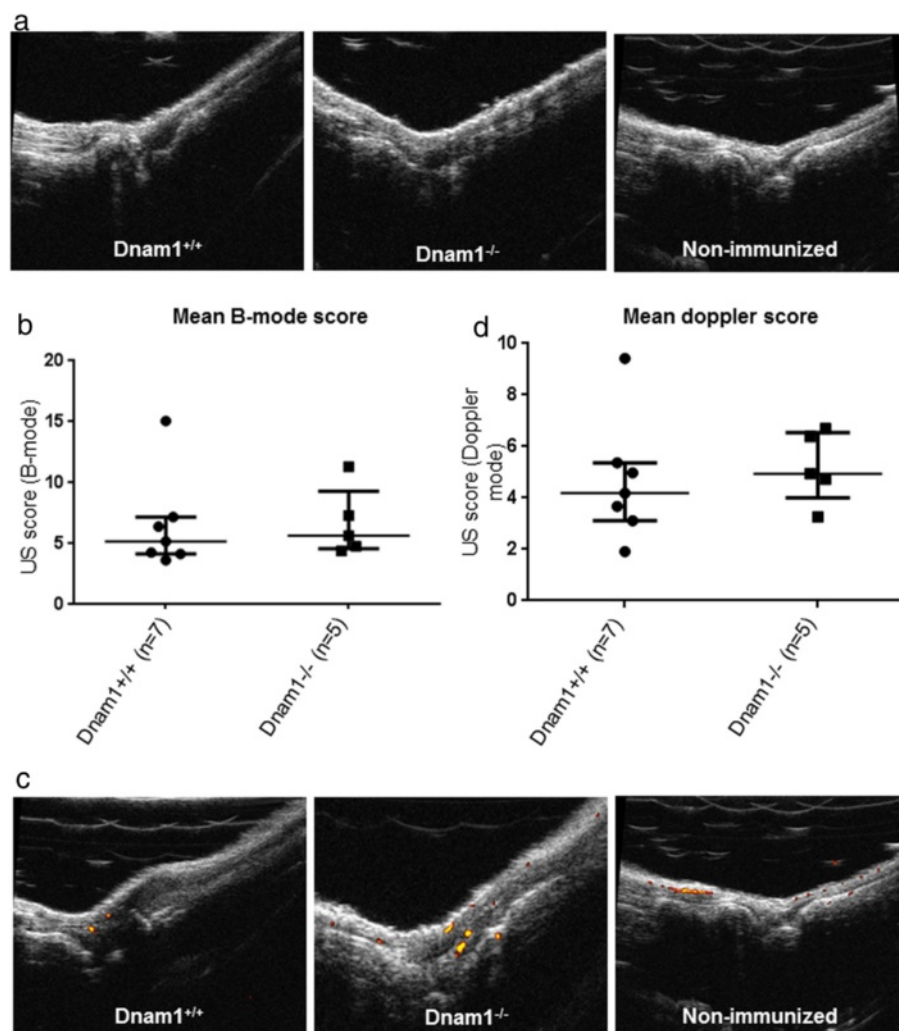 a
Dnam1+/+
Dnam1-/-
Non-immunized
b
Mean B-mode score
US score (B-mode)
20
15
10
5
0
Dnam1+/+ (n=7)
Dnam1-/- (n=5)
d
Mean doppler score
US score (Doppler
mode)
10
8
6
4
2
0
Dnam1+/+ (n=7)
Dnam1-/- (n=5)
c
Dnam1+/+
Dnam1-/-
Non-immunized